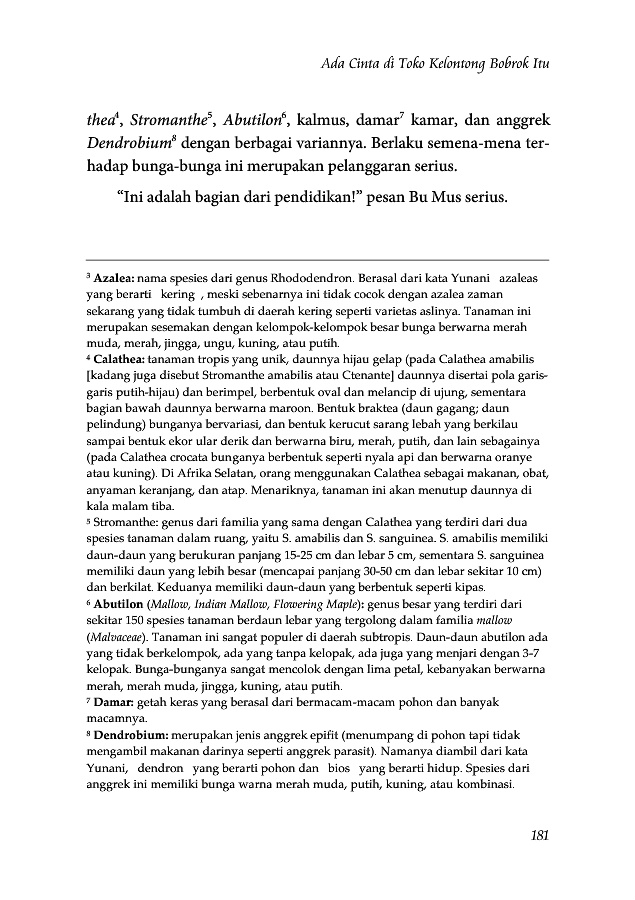 Ada Cinta di Toko Kelontong Bobrok Itu
thea⁴, Stromanthe⁵, Abutilon⁶, kalmus, damar⁷ kamar, dan anggrek
Dendrobium⁸ dengan berbagai variannya. Berlaku semena-mena ter-
hadap bunga-bunga ini merupakan pelanggaran serius.
“Ini adalah bagian dari pendidikan!” pesan Bu Mus serius.
³ Azalea: nama spesies dari genus Rhododendron. Berasal dari kata Yunani azaleas
yang berarti kering , meski sebenarnya ini tidak cocok dengan azalea zaman
sekarang yang tidak tumbuh di daerah kering seperti varietas aslinya. Tanaman ini
merupakan sesemakan dengan kelompok-kelompok besar bunga berwarna merah
muda, merah, jingga, ungu, kuning, atau putih.
⁴ Calathea: tanaman tropis yang unik, daunnya hijau gelap (pada Calathea amabilis
[kadang juga disebut Stromanthe amabilis atau Ctenante] daunnya disertai pola garis-
garis putih-hijau) dan berimpel, berbentuk oval dan melancip di ujung, sementara
bagian bawah daunnya berwarna maroon. Bentuk braktea (daun gagang; daun
pelindung) bunganya bervariasi, dan bentuk kerucut sarang lebah yang berkilau
sampai bentuk ekor ular derik dan berwarna biru, merah, putih, dan lain sebagainya
(pada Calathea crocata bunganya berbentuk seperti nyala api dan berwarna oranye
atau kuning). Di Afrika Selatan, orang menggunakan Calathea sebagai makanan, obat,
anyaman keranjang, dan atap. Menariknya, tanaman ini akan menutup daunnya di
kala malam tiba.
⁵ Stromanthe: genus dari familia yang sama dengan Calathea yang terdiri dari dua
spesies tanaman dalam ruang, yaitu S. amabilis dan S. sanguinea. S. amabilis memiliki
daun-daun yang berukuran panjang 15-25 cm dan lebar 5 cm, sementara S. sanguinea
memiliki daun yang lebih besar (mencapai panjang 30-50 cm dan lebar sekitar 10 cm)
dan berkilat. Keduanya memiliki daun-daun yang berbentuk seperti kipas.
⁶ Abutilon (Mallow, Indian Mallow, Flowering Maple): genus besar yang terdiri dari
sekitar 150 spesies tanaman berdaun lebar yang tergolong dalam familia mallow
(Malvaceae). Tanaman ini sangat populer di daerah subtropis. Daun-daun abutilon ada
yang tidak berkelompok, ada yang tanpa kelopak, ada juga yang menjari dengan 3-7
kelopak. Bunga-bunganya sangat mencolok dengan lima petal, kebanyakan berwarna
merah, merah muda, jingga, kuning, atau putih.
⁷ Damar: getah keras yang berasal dari bermacam-macam pohon dan banyak
macamnya.
⁸ Dendrobium: merupakan jenis anggrek epifit (menumpang di pohon tapi tidak
mengambil makanan darinya seperti anggrek parasit). Namanya diambil dari kata
Yunani, dendron yang berarti pohon dan bios yang berarti hidup. Spesies dari
anggrek ini memiliki bunga warna merah muda, putih, kuning, atau kombinasi.
181